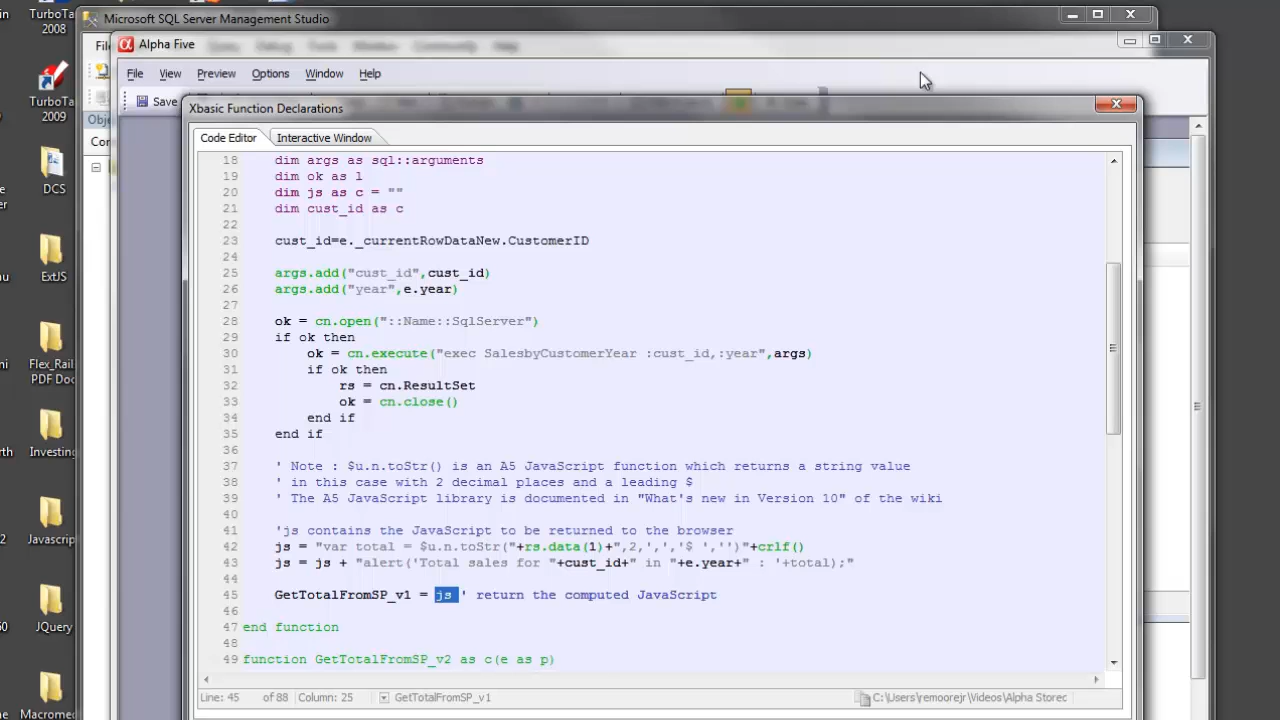 TurboTa
2008
Microsoft SQL Server Management Studio
Alpha Five
File View Preview Options Window Help
Save
TurboTa
2009
Xbasic Function Declarations
Code Editor Interactive Window
DCS
ExtJS
Flex_Rail
PDF Doc
Investing
Javascrip
JQuery
Macromec
18 dim args as sql::arguments
19 dim ok as l
20 dim js as c = ""
21 dim cust_id as c
22
23 cust_id=e._currentRowDataNew.CustomerID
24
25 args.add("cust_id",cust_id)
26 args.add("year",e.year)
27
28 ok = cn.open("::Name::SqlServer")
29 if ok then
30 ok = cn.execute("exec SalesbyCustomerYear :cust_id,:year",args)
31 if ok then
32 rs = cn.ResultSet
33 ok = cn.close()
34 end if
35 end if
36
37 ' Note : $u.n.toStr() is an A5 JavaScript function which returns a string value
38 ' in this case with 2 decimal places and a leading $
39 ' The A5 JavaScript library is documented in "What's new in Version 10" of the wiki
40
41 'js contains the JavaScript to be returned to the browser
42 js = "var total = $u.n.toStr("+rs.data(1)+",2,',','$ ','')"+crlf()
43 js = js + "alert('Total sales for "+cust_id+" in "+e.year+" : '+total);"
44
45 GetTotalFromSP_v1 = js ' return the computed JavaScript
46
47 end function
48
49 function GetTotalFromSP_v2 as c(e as p)
Line: 45 of 88 Column: 25 GetTotalFromSP_v1 C:\Users\remoorejr\Videos\Alpha Storec